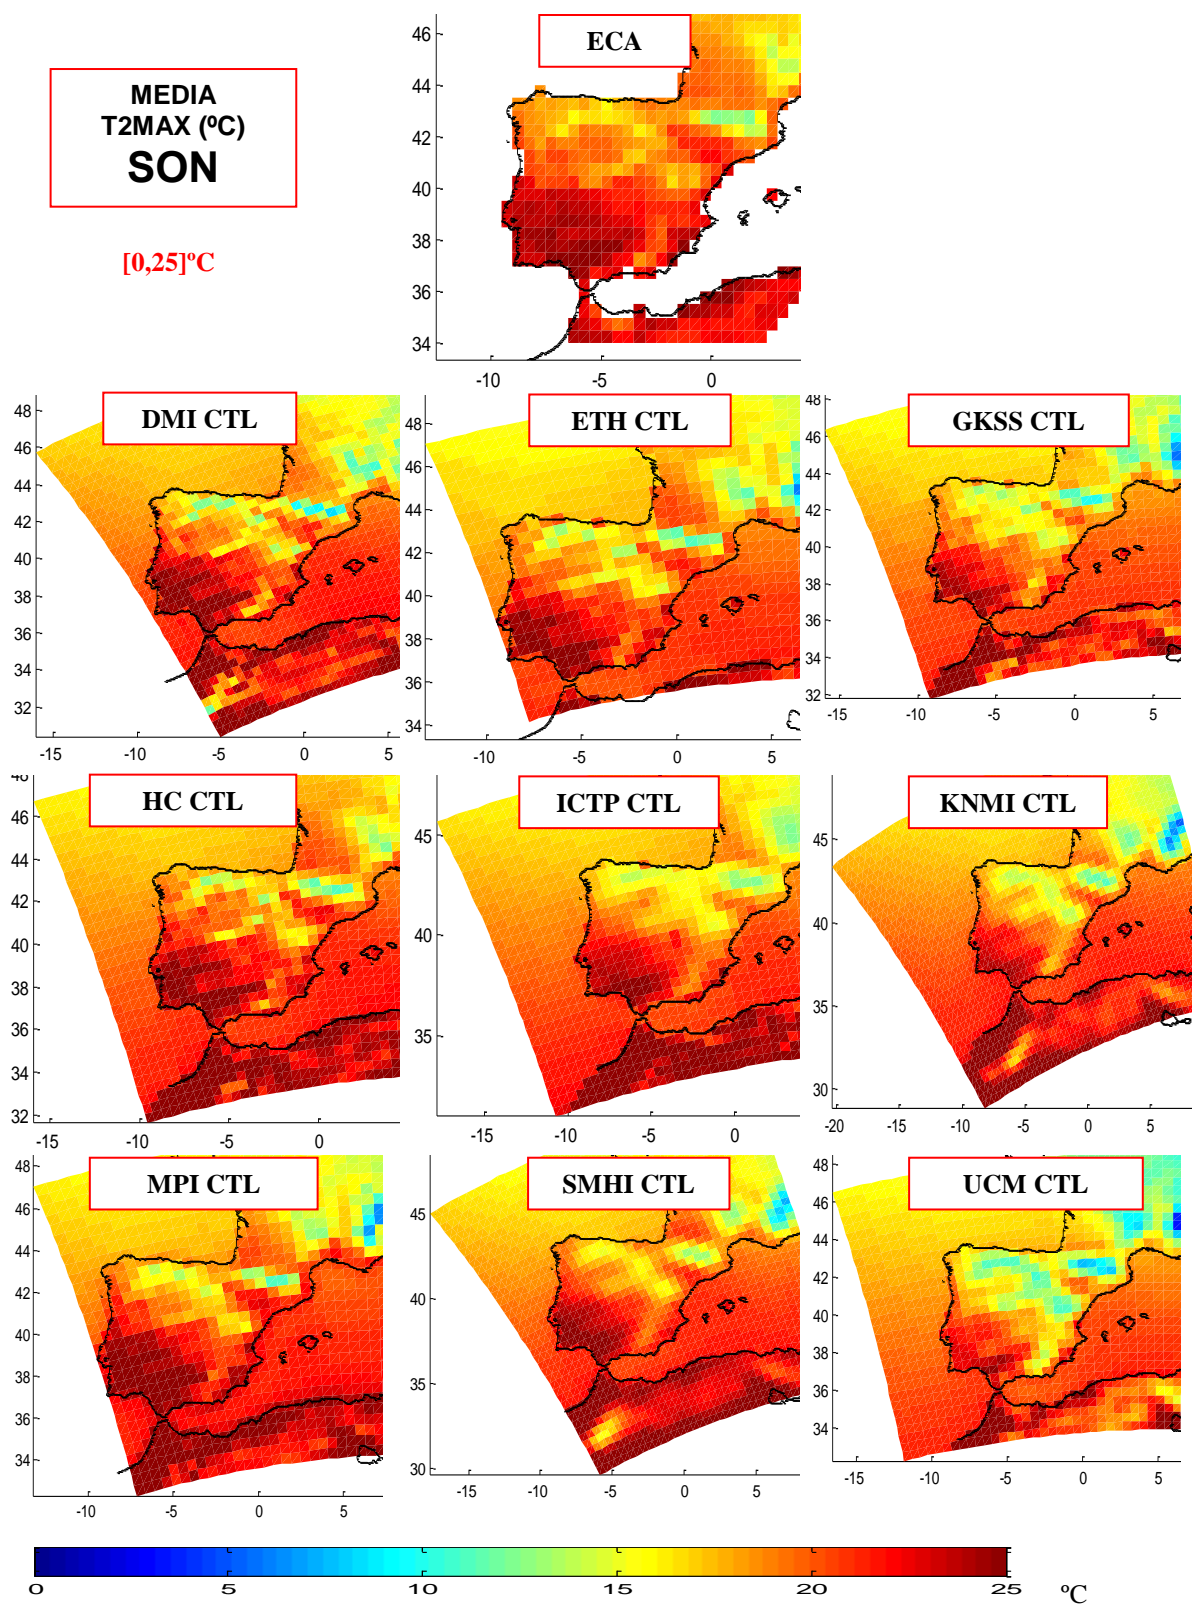 MEDIA
T2MAX (ºC)
SON
[0,25]ºC
ECA
46
44
42
40
38
36
34
-10 -5 0
DMI CTL
48
46
44
42
40
38
36
34
32
-15 -10 -5 0 5
ETH CTL
48
46
44
42
40
38
36
34
-10 -5 0 5
GKSS CTL
48
46
44
42
40
38
36
34
32
-15 -10 -5 0 5
HC CTL
48
46
44
42
40
38
36
34
32
-15 -10 -5 0
ICTP CTL
45
40
35
-15 -10 -5 0
KNMI CTL
45
40
35
30
-20 -15 -10 -5 0 5
MPI CTL
48
46
44
42
40
38
36
34
-10 -5 0 5
SMHI CTL
45
40
35
30
-15 -10 -5 0 5
UCM CTL
48
46
44
42
40
38
36
34
-15 -10 -5 0 5
0 5 10 15 20 25 ºC